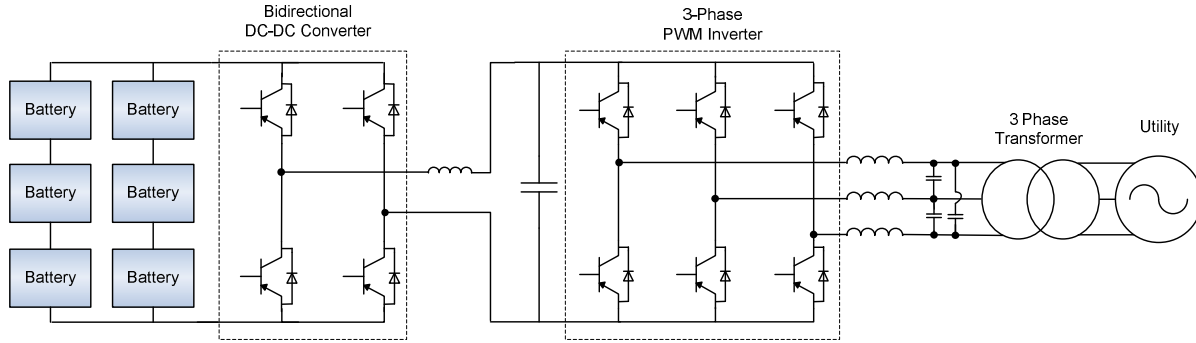 Bidirectional
DC-DC Converter
3-Phase
PWM Inverter
3 Phase
Transformer
Utility
Battery
Battery
Battery
Battery
Battery
Battery